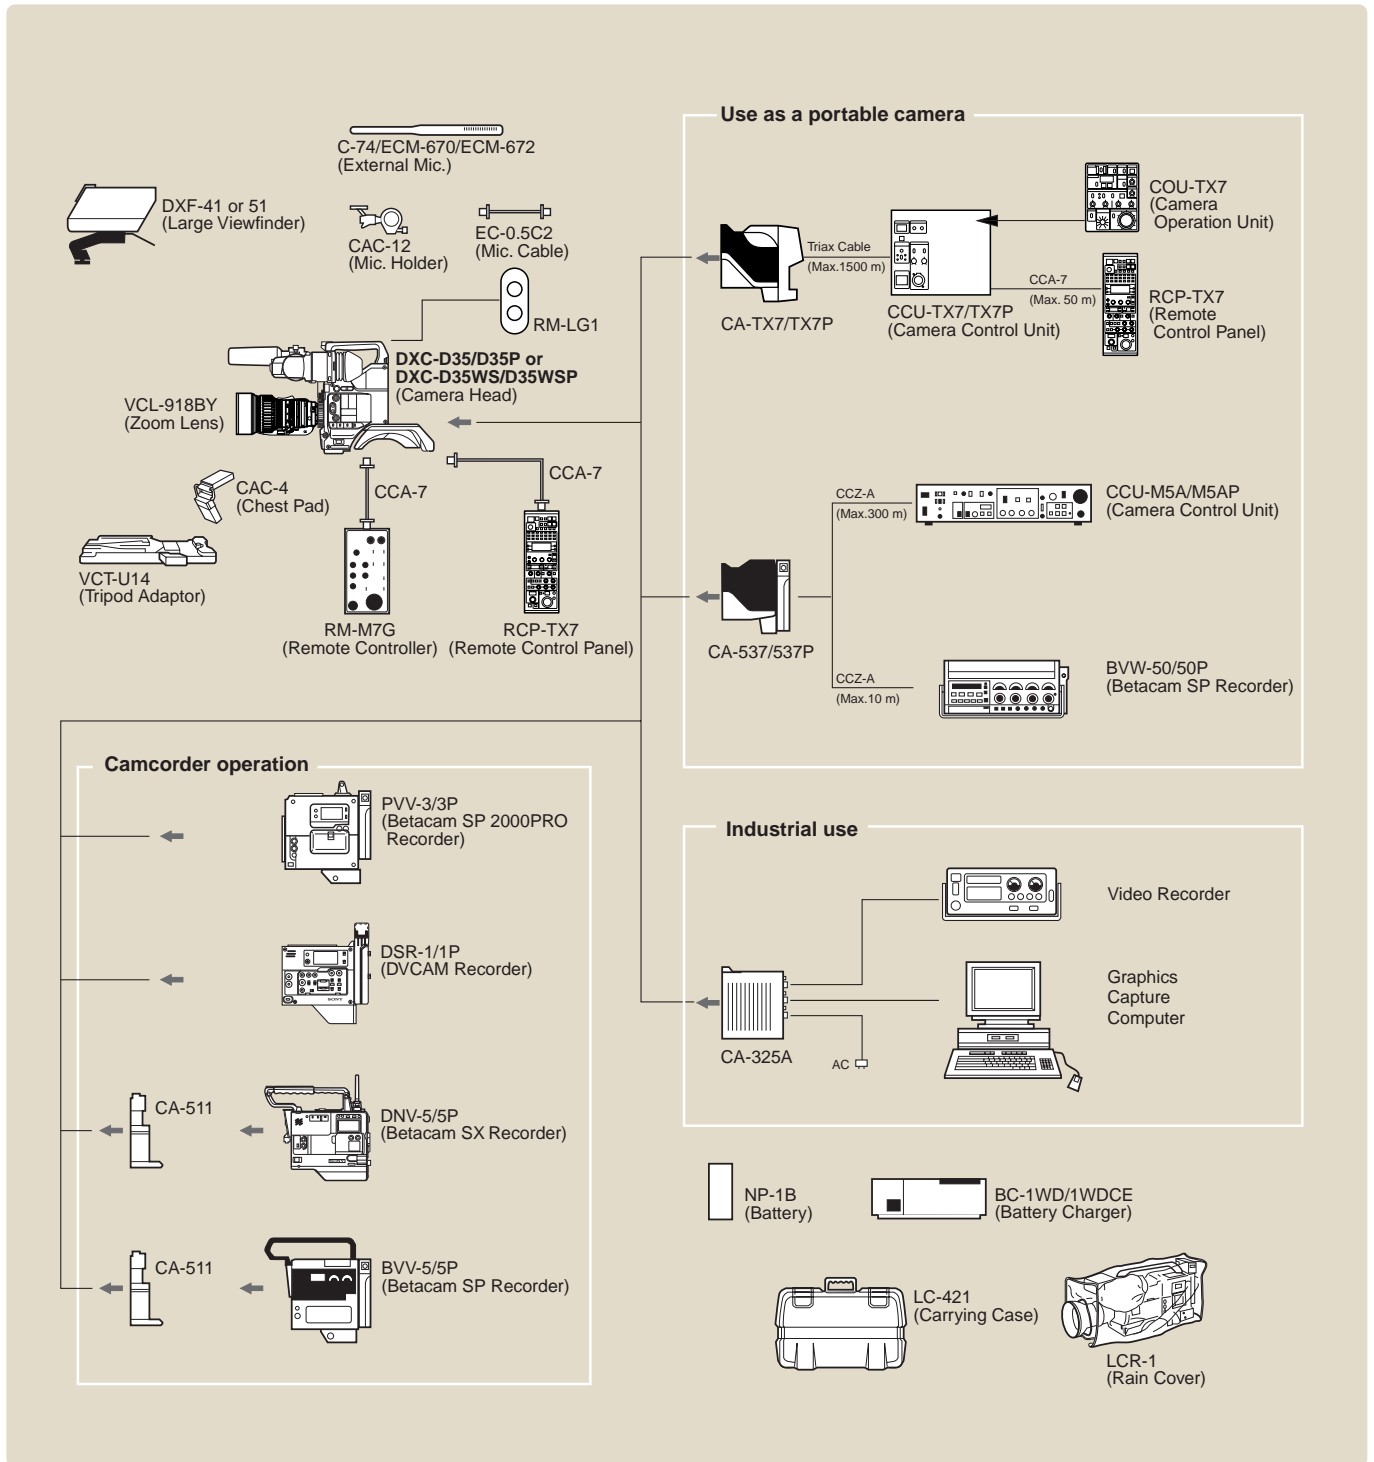 Use as a portable camera
C-74/ECM-670/ECM-672
(External Mic.)
DXF-41 or 51
(Large Viewfinder)
CAC-12
(Mic. Holder)
EC-0.5C2
(Mic. Cable)
RM-LG1
DXC-D35/D35P or
DXC-D35WS/D35WSP
(Camera Head)
VCL-918BY
(Zoom Lens)
CAC-4
(Chest Pad)
CCA-7
CCA-7
VCT-U14
(Tripod Adaptor)
RM-M7G
(Remote Controller)
RCP-TX7
(Remote Control Panel)
COU-TX7
(Camera
Operation Unit)
Triax Cable
(Max.1500 m)
CA-TX7/TX7P
CCU-TX7/TX7P
(Camera Control Unit)
CCA-7
(Max. 50 m)
RCP-TX7
(Remote
Control Panel)
CCZ-A
(Max.300 m)
CCU-M5A/M5AP
(Camera Control Unit)
CA-537/537P
CCZ-A
(Max.10 m)
BVW-50/50P
(Betacam SP Recorder)
Camcorder operation
PVV-3/3P
(Betacam SP 2000PRO
Recorder)
DSR-1/1P
(DVCAM Recorder)
SONY
CA-511
DNV-5/5P
(Betacam SX Recorder)
CA-511
BVV-5/5P
(Betacam SP Recorder)
Industrial use
Video Recorder
Graphics
Capture
Computer
CA-325A
AC
NP-1B
(Battery)
BC-1WD/1WDCE
(Battery Charger)
LC-421
(Carrying Case)
LCR-1
(Rain Cover)